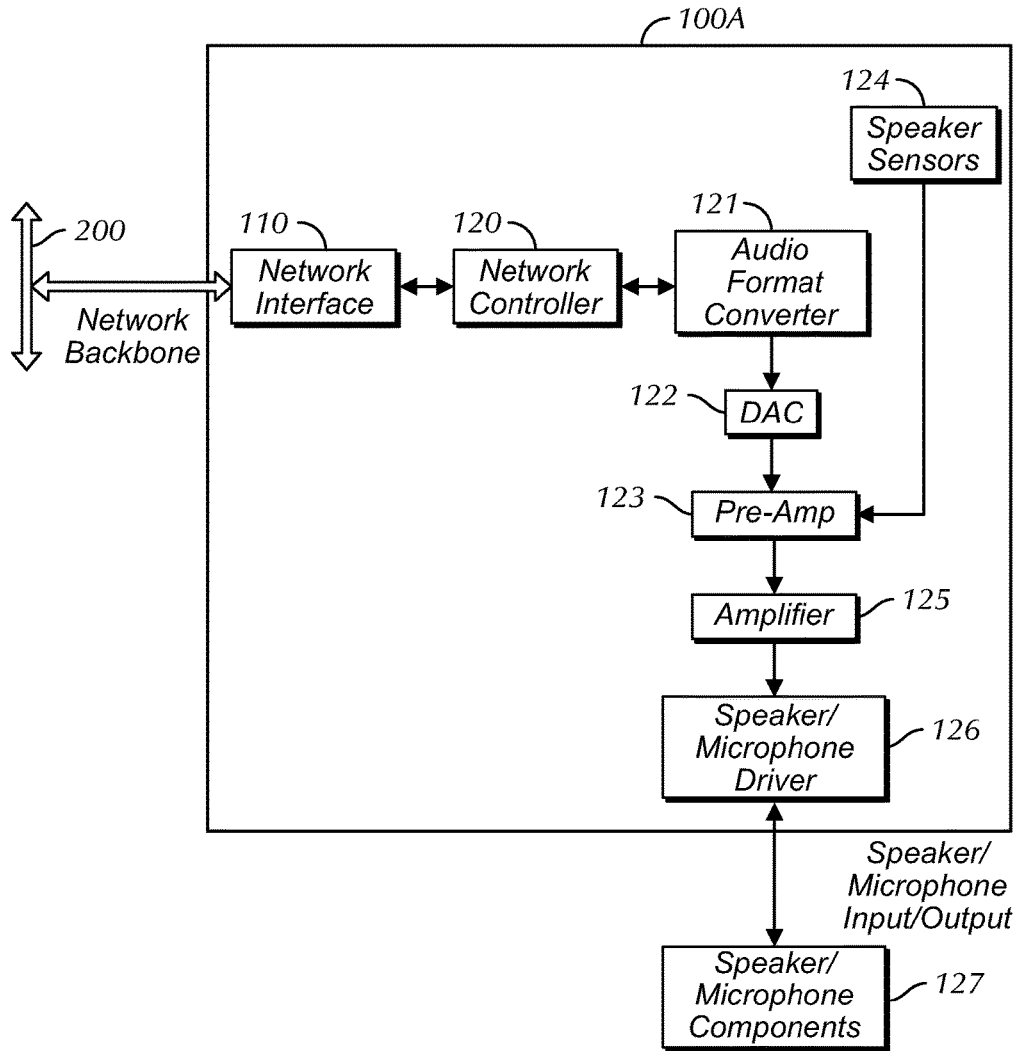 100A
124
Speaker
Sensors
200
110
120
121
Network
Interface
Network
Controller
Audio
Format
Converter
Network
Backbone
122
DAC
123
Pre-Amp
Amplifier
125
Speaker/
Microphone
Driver
126
Speaker/
Microphone
Input/Output
Speaker/
Microphone
Components
127